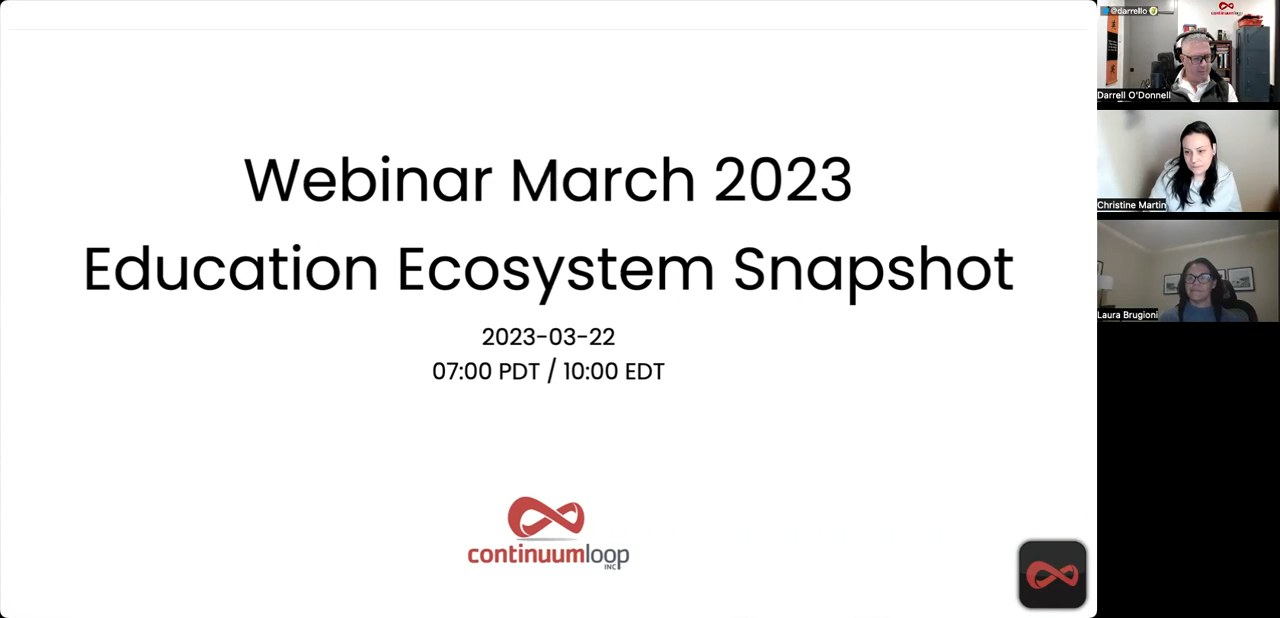 Webinar March 2023
Education Ecosystem Snapshot
2023-03-22
07:00 PDT / 10:00 EDT
continuumloop
INC
@darrello
continuumloop
Darrell O'Donnell
Christine Martin
Laura Brugioni